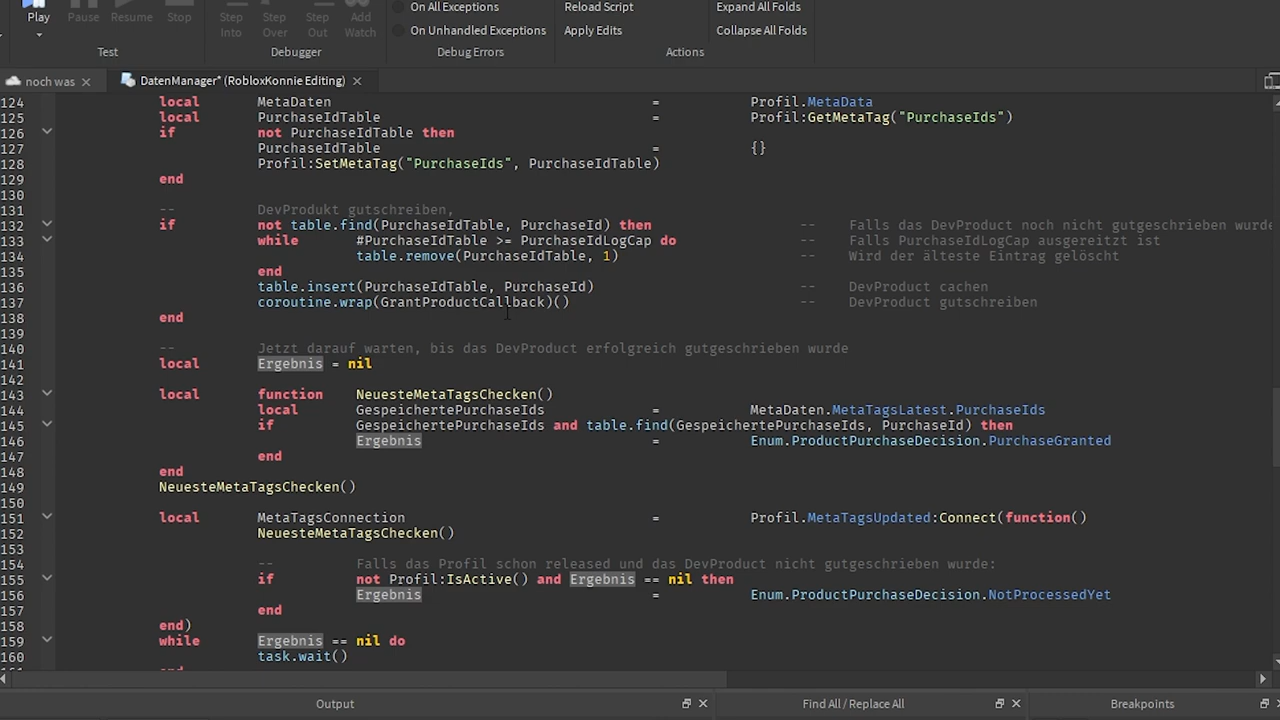 On All Exceptions Reload Script Expand All Folds
Play Pause Resume Stop Step Into Step Over Step Out Add Watch On Unhandled Exceptions Apply Edits Collapse All Folds
Test Debugger Debug Errors Actions
noch was DatenManager* (RobloxKonnie Editing)
124 local MetaDaten = Profil.MetaData
125 local PurchaseIdTable = Profil:GetMetaTag("PurchaseIds")
126 if not PurchaseIdTable then
127 PurchaseIdTable = {}
128 Profil:SetMetaTag("PurchaseIds", PurchaseIdTable)
129 end
130
131 -- DevProdukt gutschreiben,
132 if not table.find(PurchaseIdTable, PurchaseId) then -- Falls das DevProduct noch nicht gutgeschrieben wurde
133 while #PurchaseIdTable >= PurchaseIdLogCap do -- Falls PurchaseIdLogCap ausgereitzt ist
134 table.remove(PurchaseIdTable, 1) -- Wird der älteste Eintrag gelöscht
135 end
136 table.insert(PurchaseIdTable, PurchaseId) -- DevProduct cachen
137 coroutine.wrap(GrantProductCallback)() -- DevProduct gutschreiben
138 end
139
140 -- Jetzt darauf warten, bis das DevProduct erfolgreich gutgeschrieben wurde
141 local Ergebnis = nil
142
143 local function NeuesteMetaTagsChecken()
144 local GespeichertePurchaseIds = MetaDaten.MetaTagsLatest.PurchaseIds
145 if GespeichertePurchaseIds and table.find(GespeichertePurchaseIds, PurchaseId) then
146 Ergebnis = Enum.ProductPurchaseDecision.PurchaseGranted
147 end
148 end
149 NeuesteMetaTagsChecken()
150
151 local MetaTagsConnection = Profil.MetaTagsUpdated:Connect(function()
152 NeuesteMetaTagsChecken()
153
154 -- Falls das Profil schon released und das DevProduct nicht gutgeschrieben wurde:
155 if not Profil:IsActive() and Ergebnis == nil then
156 Ergebnis = Enum.ProductPurchaseDecision.NotProcessedYet
157 end
158 end)
159 while Ergebnis == nil do
160 task.wait()
161 end
Output Find All / Replace All Breakpoints